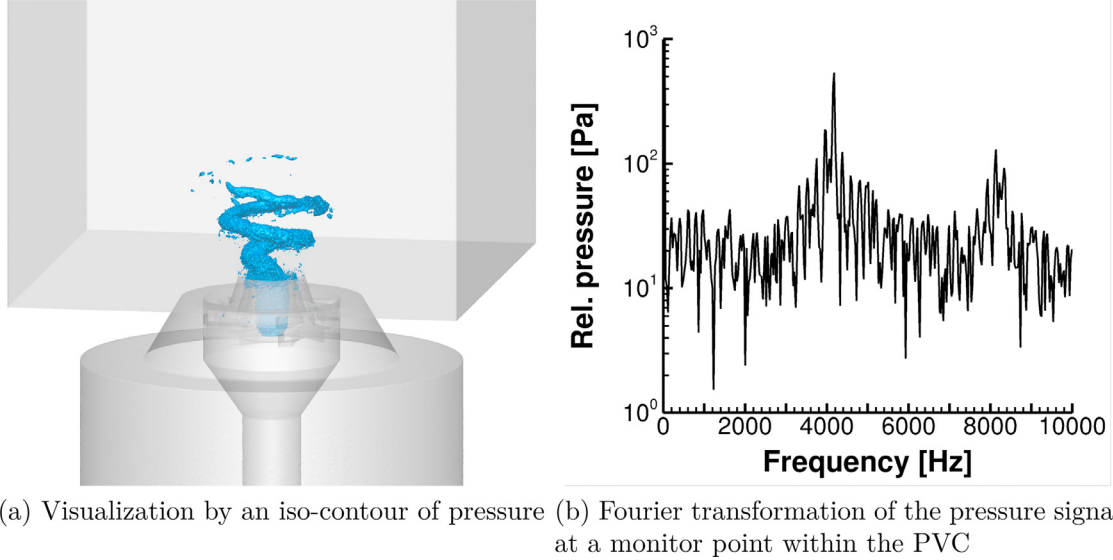 10³
10²
10¹
10⁰
Rel. pressure [Pa]
0 2000 4000 6000 8000 10000
Frequency [Hz]
(a) Visualization by an iso-contour of pressure
(b) Fourier transformation of the pressure signa
at a monitor point within the PVC